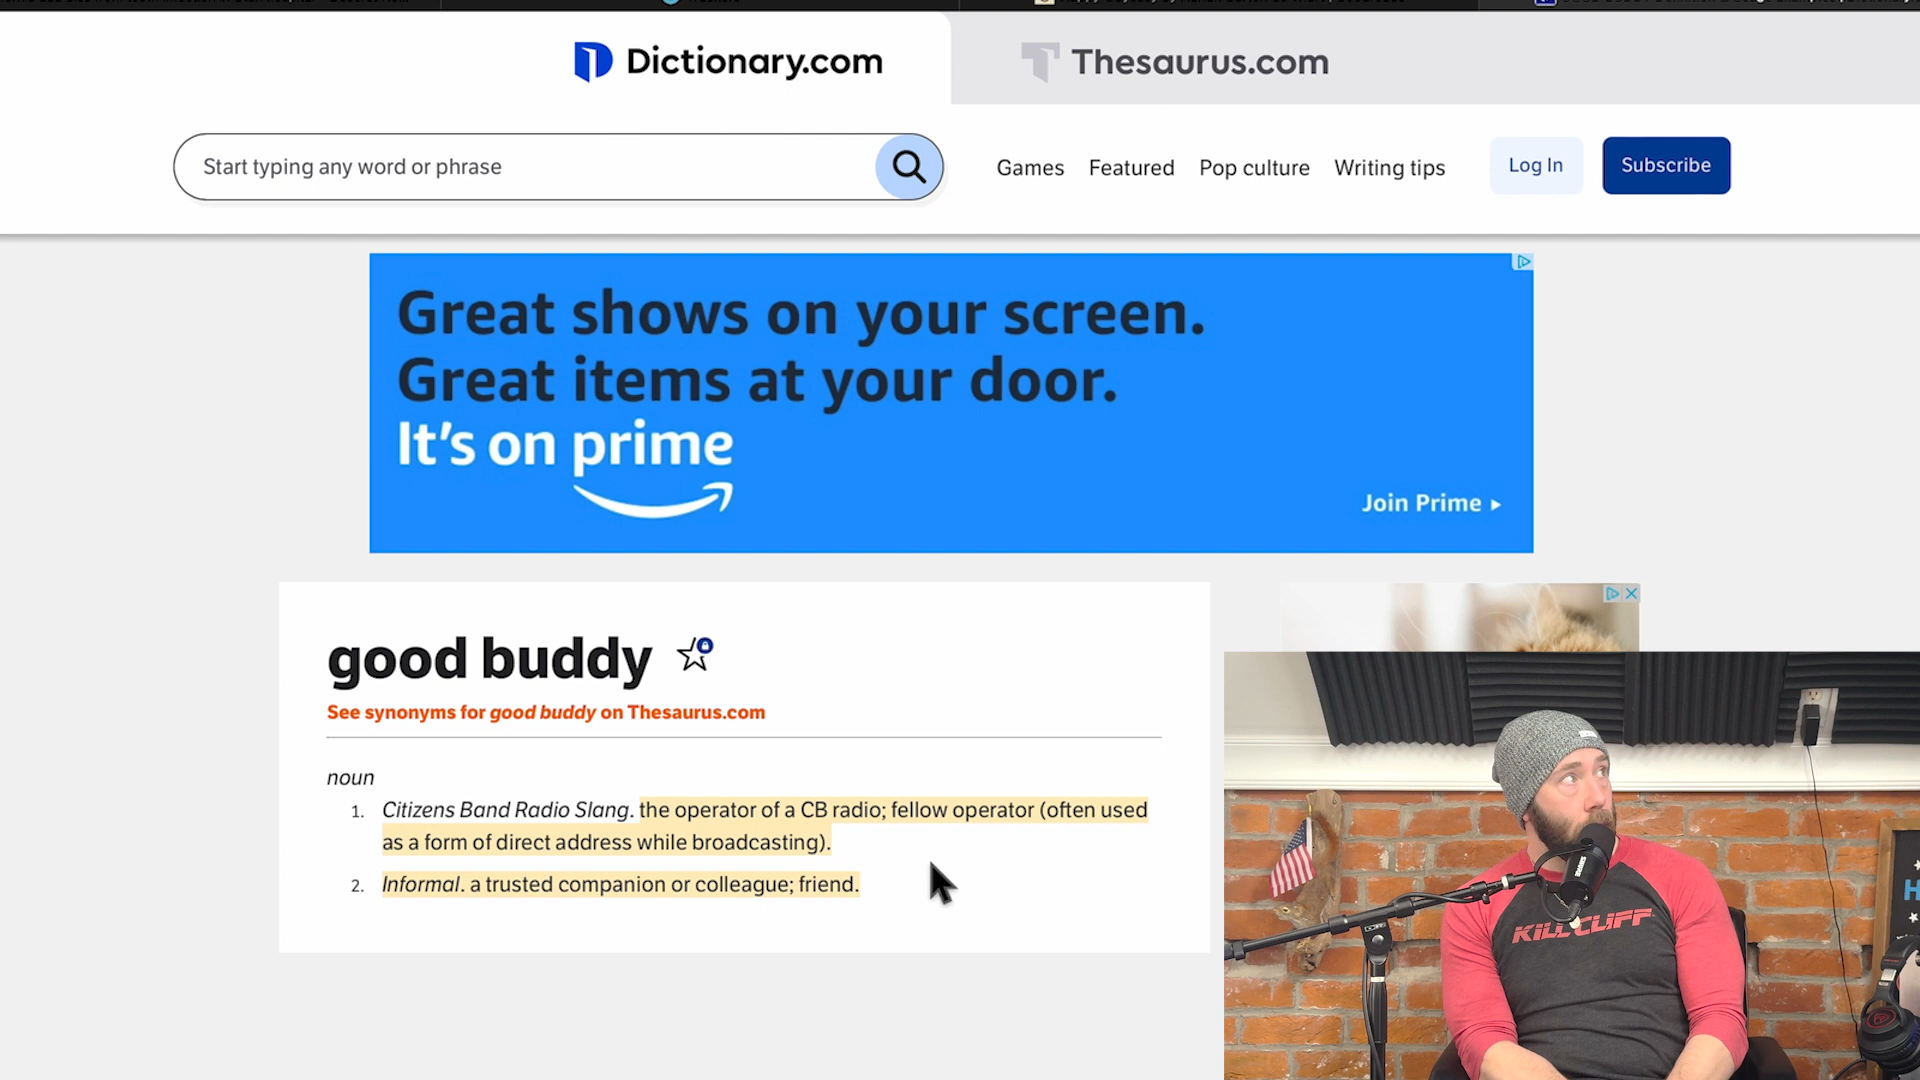 Dictionary.com
Thesaurus.com
Start typing any word or phrase
Games Featured Pop culture Writing tips
Log In
Subscribe
Great shows on your screen.
Great items at your door.
It's on prime
Join Prime
good buddy
See synonyms for good buddy on Thesaurus.com
noun
1. Citizens Band Radio Slang. the operator of a CB radio; fellow operator (often used
as a form of direct address while broadcasting).
2. Informal. a trusted companion or colleague; friend.
KILL CLIFF